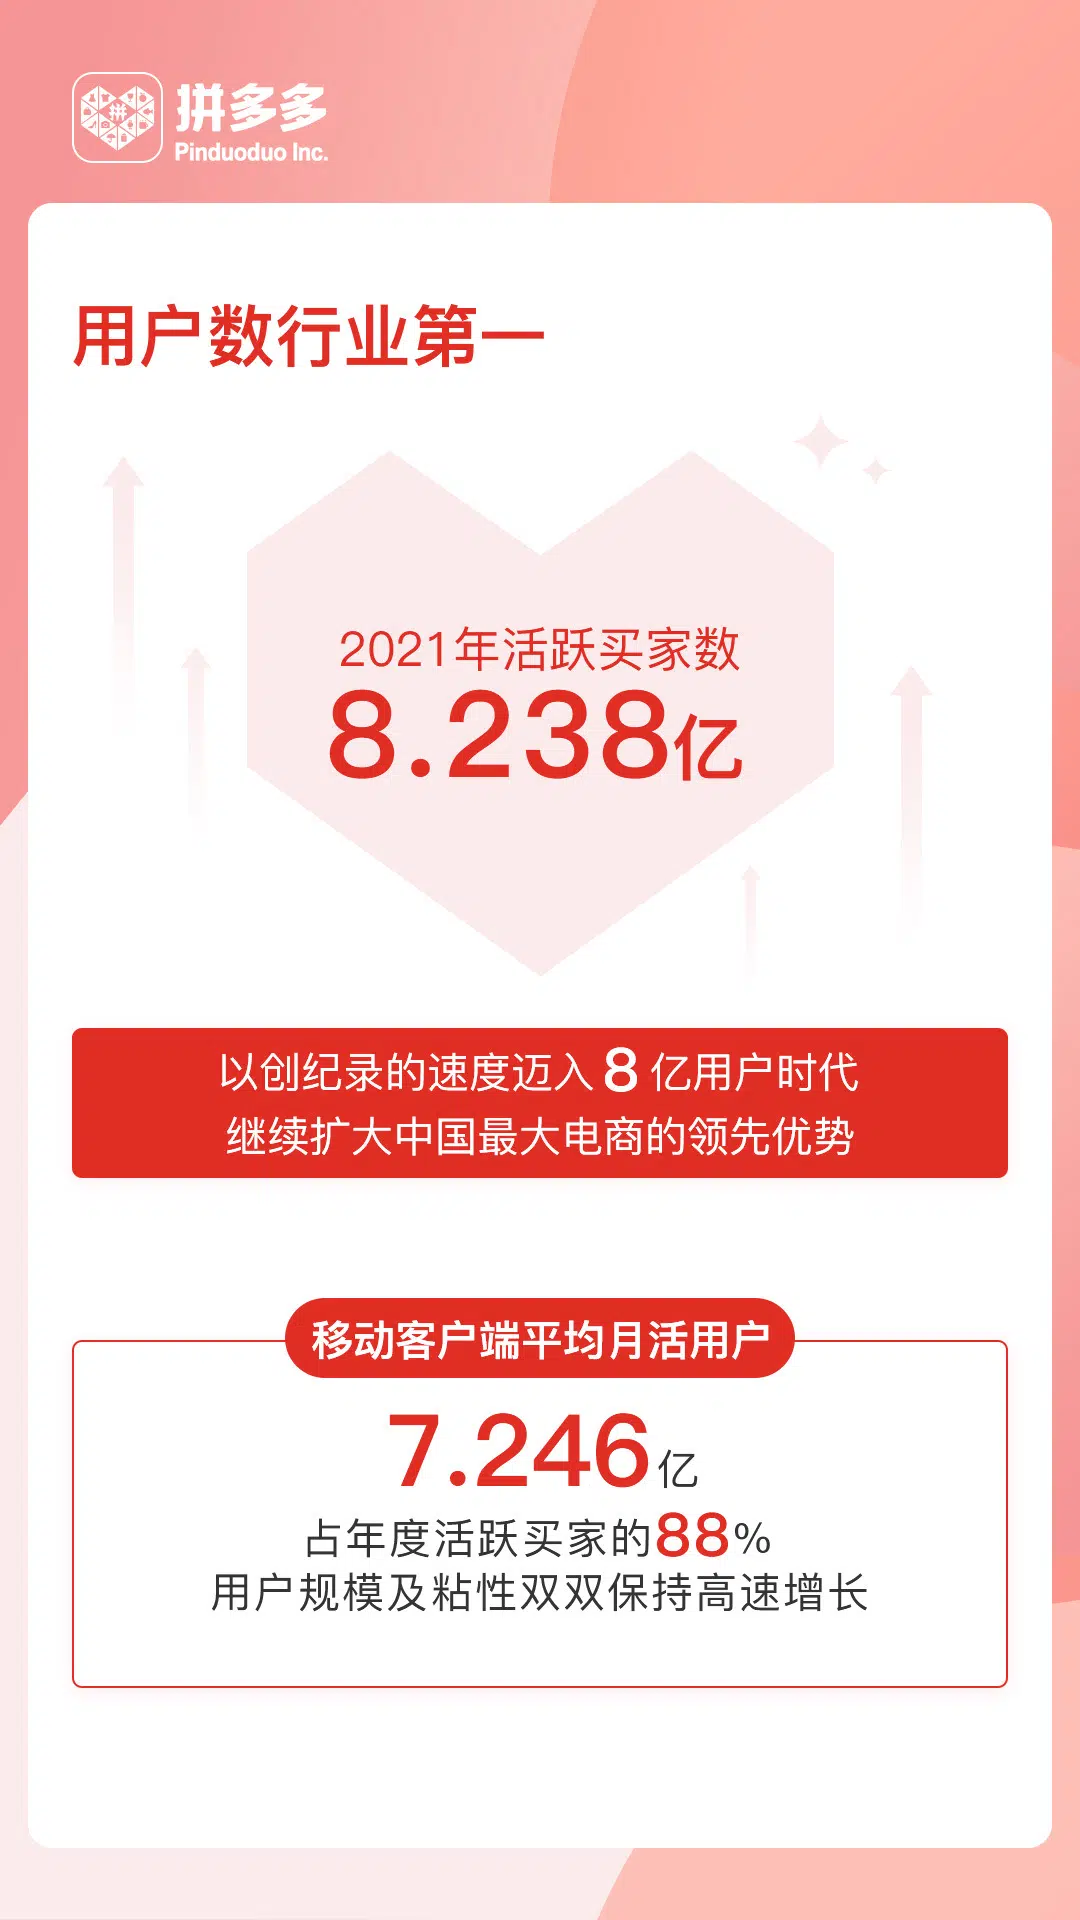 拼多多
Pinduoduo Inc.
用户数行业第一
2021年活跃买家数
8.238亿
以创纪录的速度迈入8亿用户时代
继续扩大中国最大电商的领先优势
移动客户端平均月活用户
7.246亿
占年度活跃买家的88%
用户规模及粘性双双保持高速增长